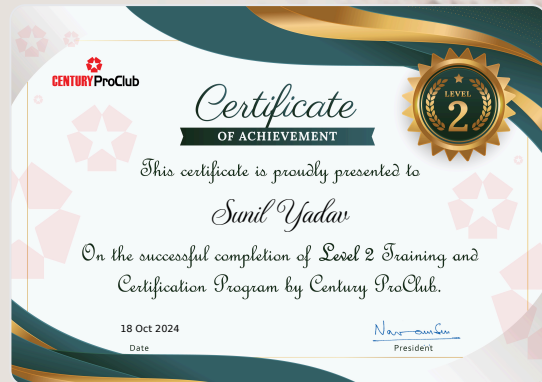 CENTURY ProClub
LEVEL
2
Certificate
OF ACHIEVEMENT
This certificate is proudly presented to
Sunil Yadav
On the successful completion of Level 2 Training and
Certification Program by Century ProClub.
18 Oct 2024
Date
President